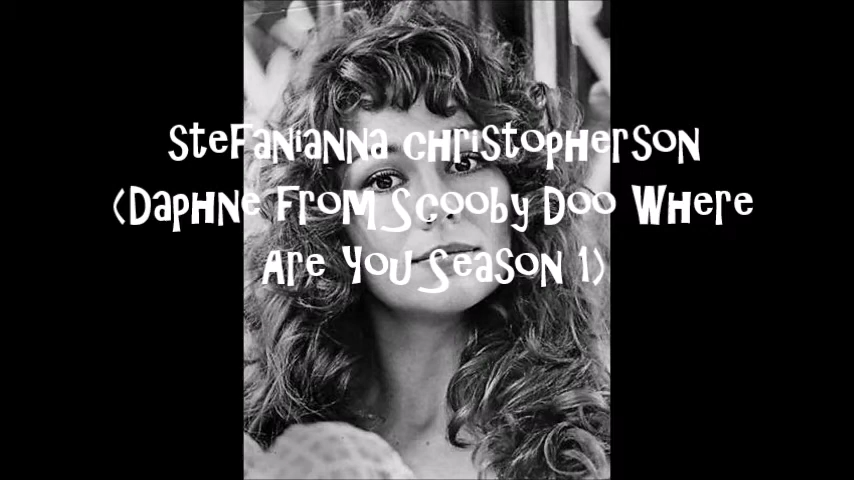 Stefanianna Christopherson
(Daphne From Scooby Doo Where
Are You Season 1)